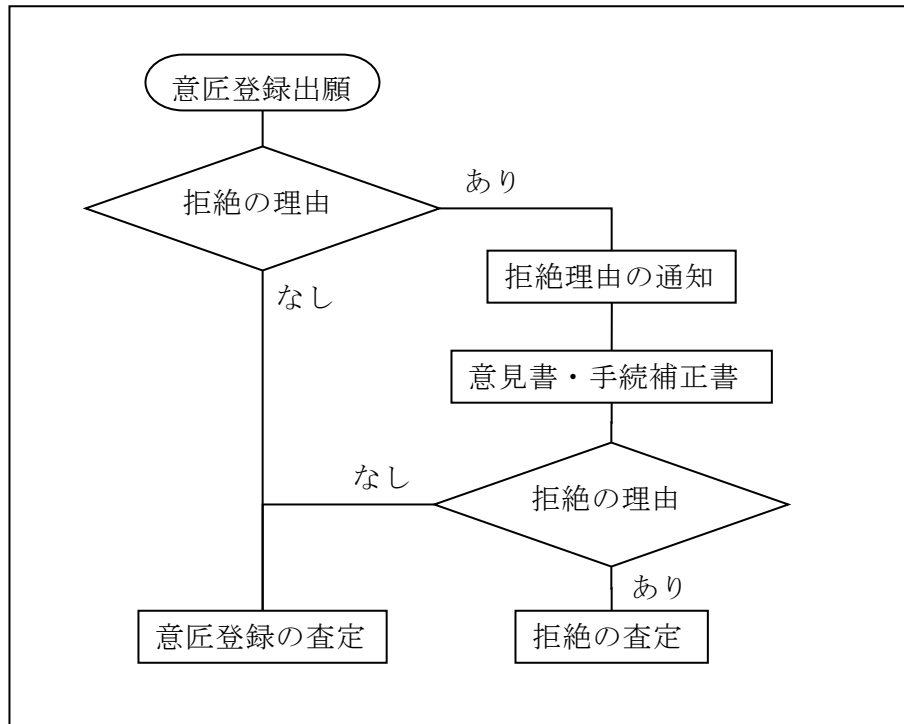 意匠登録出願
拒絶の理由
あり
拒絶理由の通知
なし
意見書・手続補正書
なし
拒絶の理由
あり
意匠登録の査定
拒絶の査定